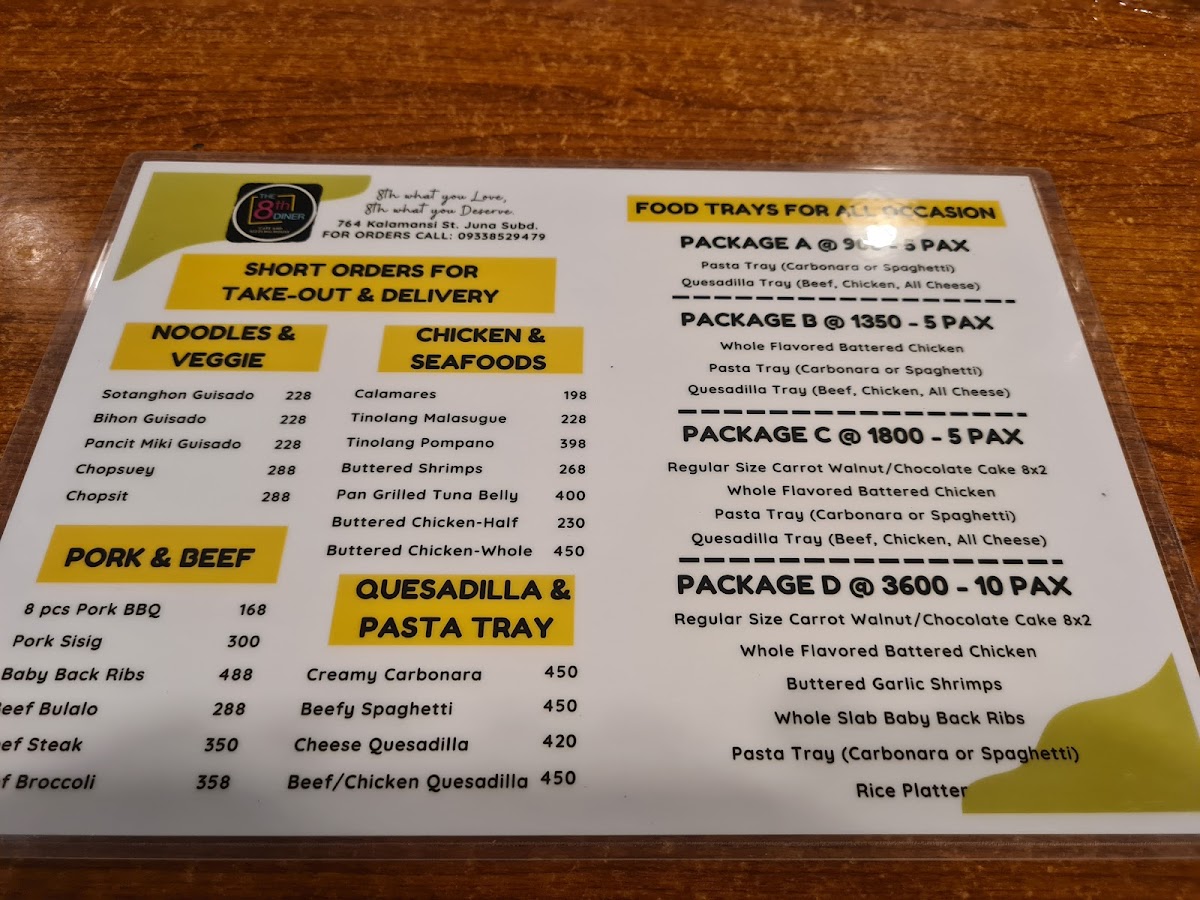 THE
8th
DINER
8th what you Love,
8th what you Deserve.
764 Kalamansi St. Juna Subd.
FOR ORDERS CALL: 09338529479
SHORT ORDERS FOR
TAKE-OUT & DELIVERY
NOODLES &
VEGGIE
Sotanghon Guisado 228
Bihon Guisado 228
Pancit Miki Guisado 228
Chopsuey 288
Chopsit 288
PORK & BEEF
8 pcs Pork BBQ 168
Pork Sisig 300
Baby Back Ribs 488
Beef Bulalo 288
ef Steak 350
f Broccoli 358
CHICKEN &
SEAFOODS
Calamares 198
Tinolang Malasugue 228
Tinolang Pompano 398
Buttered Shrimps 268
Pan Grilled Tuna Belly 400
Buttered Chicken-Half 230
Buttered Chicken-Whole 450
QUESADILLA &
PASTA TRAY
Creamy Carbonara 450
Beefy Spaghetti 450
Cheese Quesadilla 420
Beef/Chicken Quesadilla 450
FOOD TRAYS FOR ALL OCCASION
PACKAGE A @ 5 PAX
Pasta Tray (Carbonara or Spaghetti)
Quesadilla Tray (Beef, Chicken, All Cheese)
PACKAGE B @ 1350 - 5 PAX
Whole Flavored Battered Chicken
Pasta Tray (Carbonara or Spaghetti)
Quesadilla Tray (Beef, Chicken, All Cheese)
PACKAGE C @ 1800 - 5 PAX
Regular Size Carrot Walnut/Chocolate Cake 8x2
Whole Flavored Battered Chicken
Pasta Tray (Carbonara or Spaghetti)
Quesadilla Tray (Beef, Chicken, All Cheese)
PACKAGE D @ 3600 - 10 PAX
Regular Size Carrot Walnut/Chocolate Cake 8x2
Whole Flavored Battered Chicken
Buttered Garlic Shrimps
Whole Slab Baby Back Ribs
Pasta Tray (Carbonara or Spaghetti)
Rice Platter